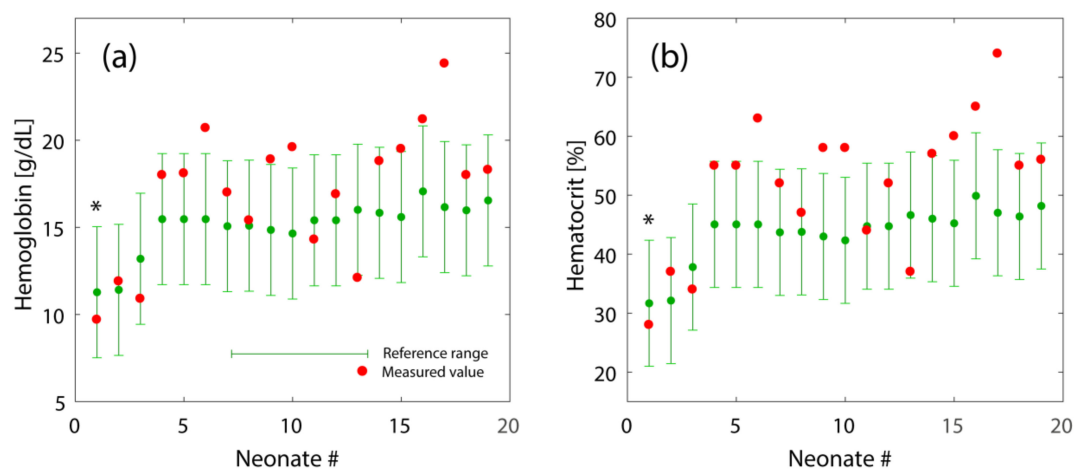 (a)
25
20
15
10
5
Hemoglobin [g/dL]
*
Reference range
Measured value
0 5 10 15 20
Neonate #
(b)
80
70
60
50
40
30
20
Hematocrit [%]
*
0 5 10 15 20
Neonate #